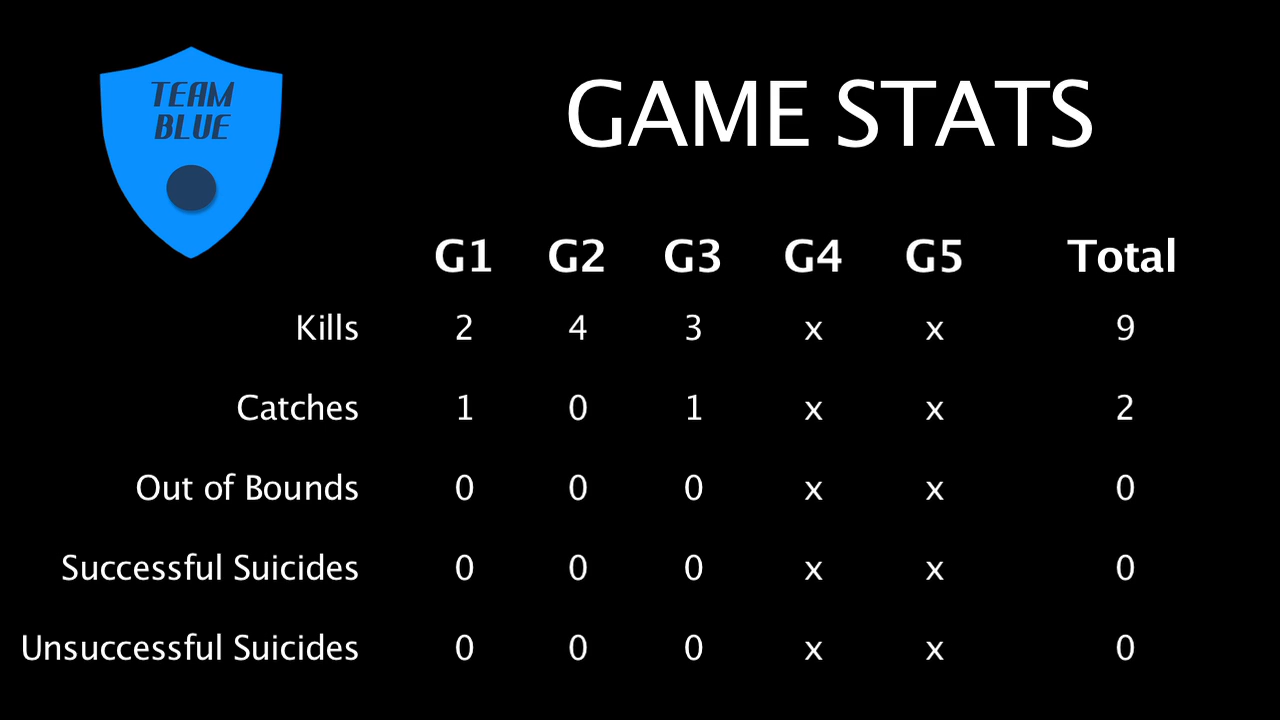 TEAM
BLUE
GAME STATS
G1 G2 G3 G4 G5 Total
Kills 2 4 3 x x 9
Catches 1 0 1 x x 2
Out of Bounds 0 0 0 x x 0
Successful Suicides 0 0 0 x x 0
Unsuccessful Suicides 0 0 0 x x 0